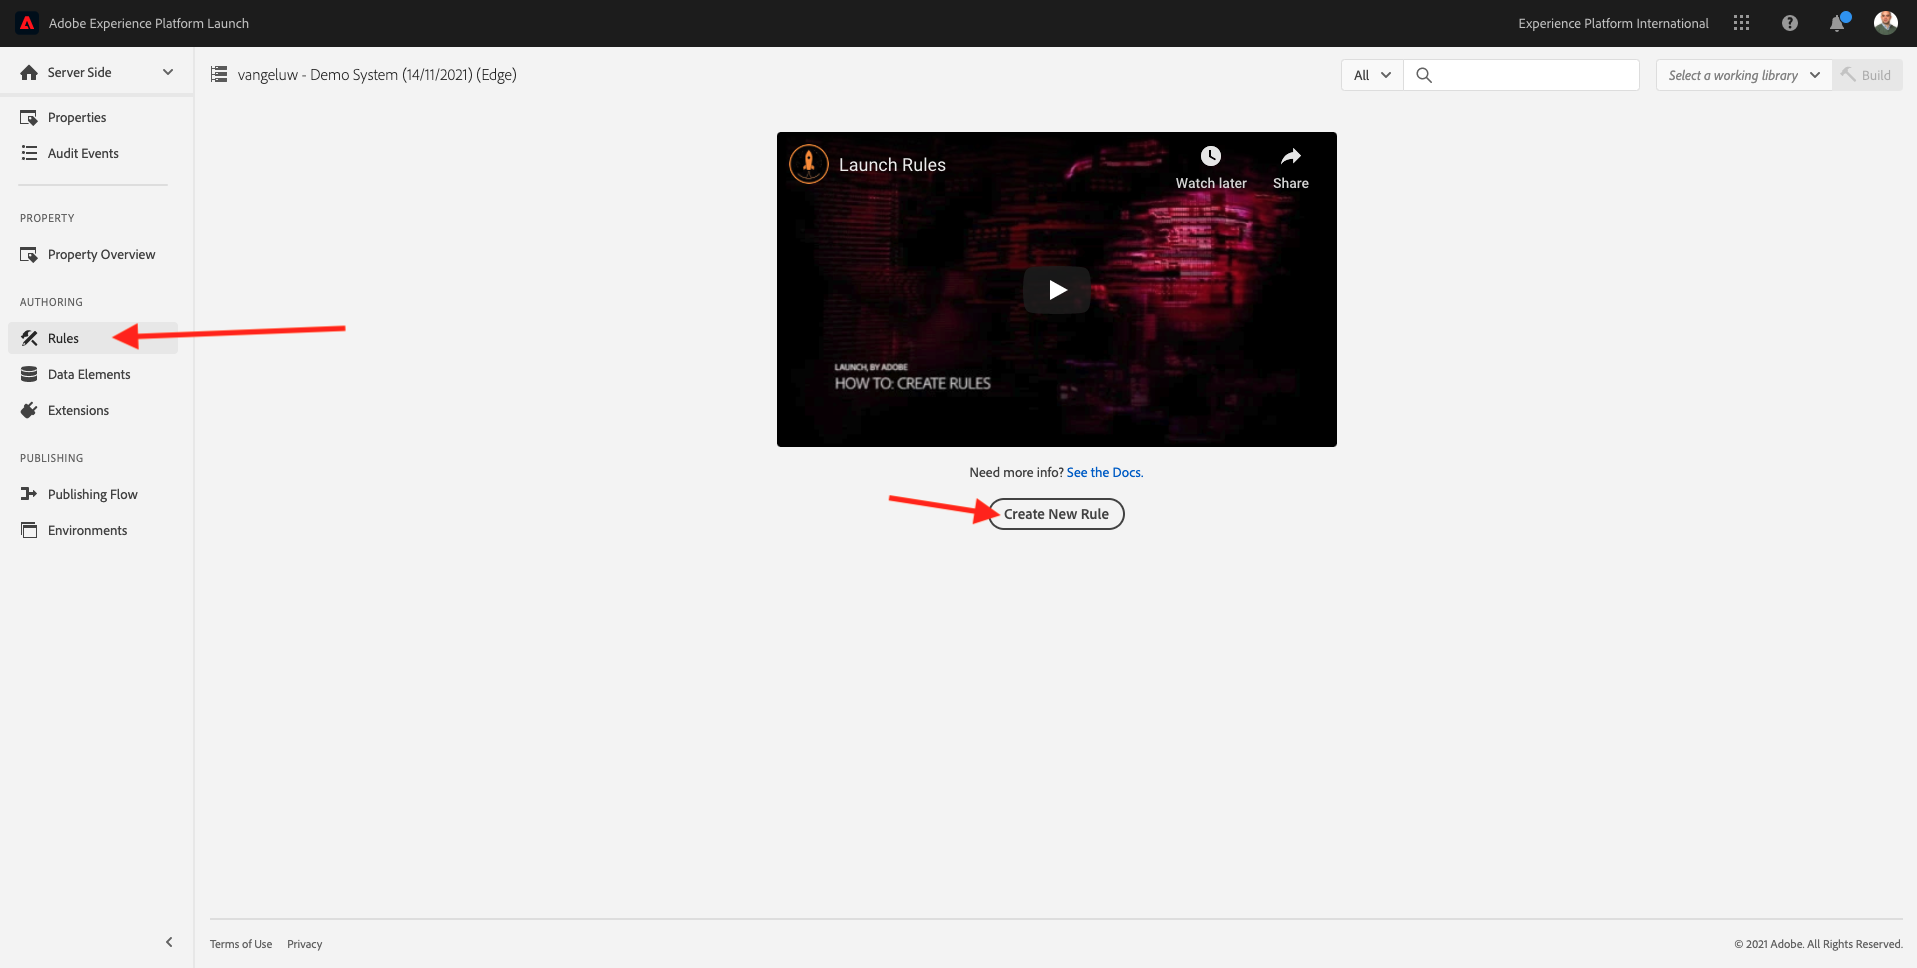 Adobe Experience Platform Launch
Experience Platform International
Server Side
vangeluw - Demo System (14/11/2021) (Edge)
All
Select a working library
Build
Properties
Audit Events
PROPERTY
Property Overview
AUTHORING
Rules
Data Elements
Extensions
PUBLISHING
Publishing Flow
Environments
Launch Rules
Watch later
Share
LAUNCH, BY ADOBE
HOW TO: CREATE RULES
Need more info? See the Docs.
Create New Rule
Terms of Use
Privacy
© 2021 Adobe. All Rights Reserved.